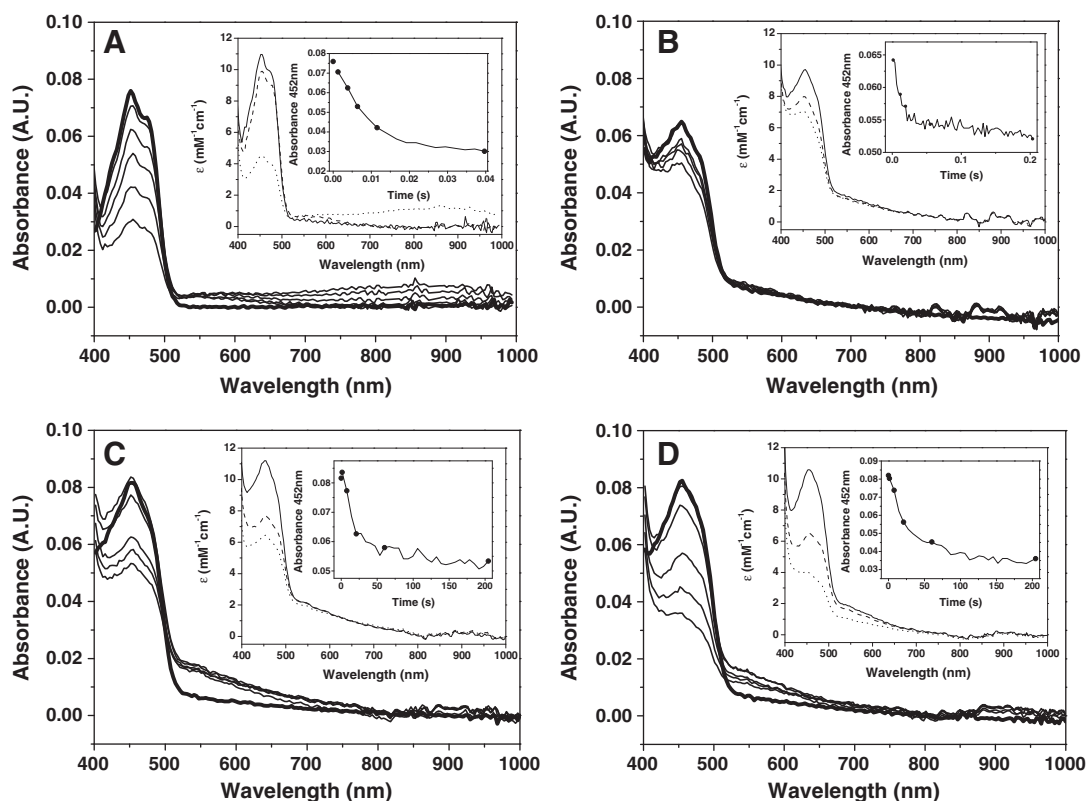 A
Absorbance (A.U.)
0.10
0.08
0.06
0.04
0.02
0.00
400 500 600 700 800 900 1000
Wavelength (nm)
ε (mM⁻¹cm⁻¹)
12
10
8
6
4
2
0
400 500 600 700 800 900 1000
Wavelength (nm)
Absorbance 452nm
0.08
0.07
0.06
0.05
0.04
0.03
0.02
0.00 0.01 0.02 0.03 0.04
Time (s)
B
Absorbance (A.U.)
0.10
0.08
0.06
0.04
0.02
0.00
400 500 600 700 800 900 1000
Wavelength (nm)
ε (mM⁻¹cm⁻¹)
12
10
8
6
4
2
0
400 500 600 700 800 900 1000
Wavelength (nm)
Absorbance 452nm
0.065
0.060
0.055
0.050
0.0 0.1 0.2
Time (s)
C
Absorbance (A.U.)
0.10
0.08
0.06
0.04
0.02
0.00
400 500 600 700 800 900 1000
Wavelength (nm)
ε (mM⁻¹cm⁻¹)
12
10
8
6
4
2
0
400 500 600 700 800 900 1000
Wavelength (nm)
Absorbance 452nm
0.08
0.07
0.06
0.05
0 50 100 150 200
Time (s)
D
Absorbance (A.U.)
0.10
0.08
0.06
0.04
0.02
0.00
400 500 600 700 800 900 1000
Wavelength (nm)
ε (mM⁻¹cm⁻¹)
12
10
8
6
4
2
0
400 500 600 700 800 900 1000
Wavelength (nm)
Absorbance 452nm
0.09
0.08
0.07
0.06
0.05
0.04
0.03
0 50 100 150 200
Time (s)